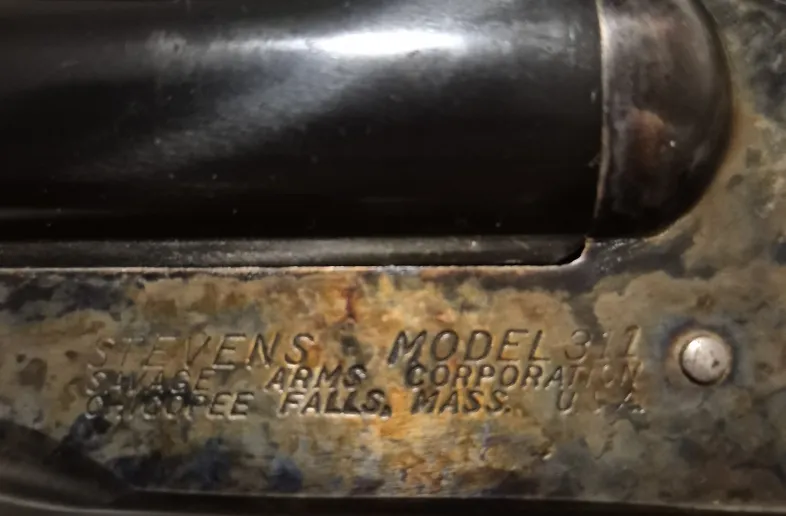 STEVENS - MODEL 311
SAVAGE ARMS CORPORATION
CHICOPEE FALLS, MASS. U.S.A.